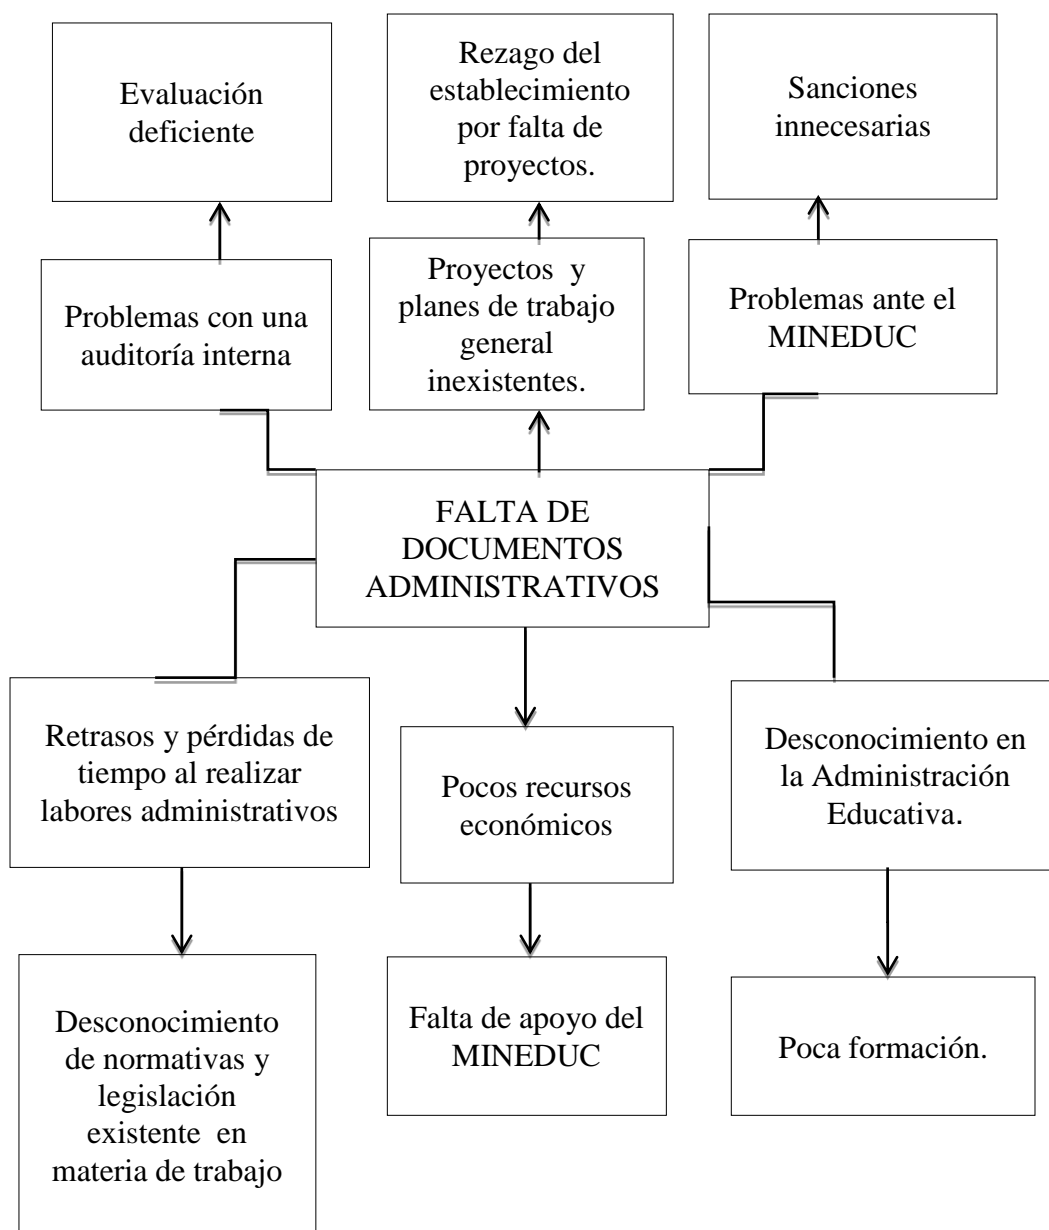 Evaluación
deficiente
Rezago del
establecimiento
por falta de
proyectos.
Sanciones
innecesarias
Problemas con una
auditoría interna
Proyectos  y
planes de trabajo
general
inexistentes.
Problemas ante el
MINEDUC
FALTA DE
DOCUMENTOS
ADMINISTRATIVOS
Retrasos y pérdidas de
tiempo al realizar
labores administrativos
Pocos recursos
económicos
Desconocimiento en
la Administración
Educativa.
Desconocimiento
de normativas y
legislación
existente  en
materia de trabajo
Falta de apoyo del
MINEDUC
Poca formación.